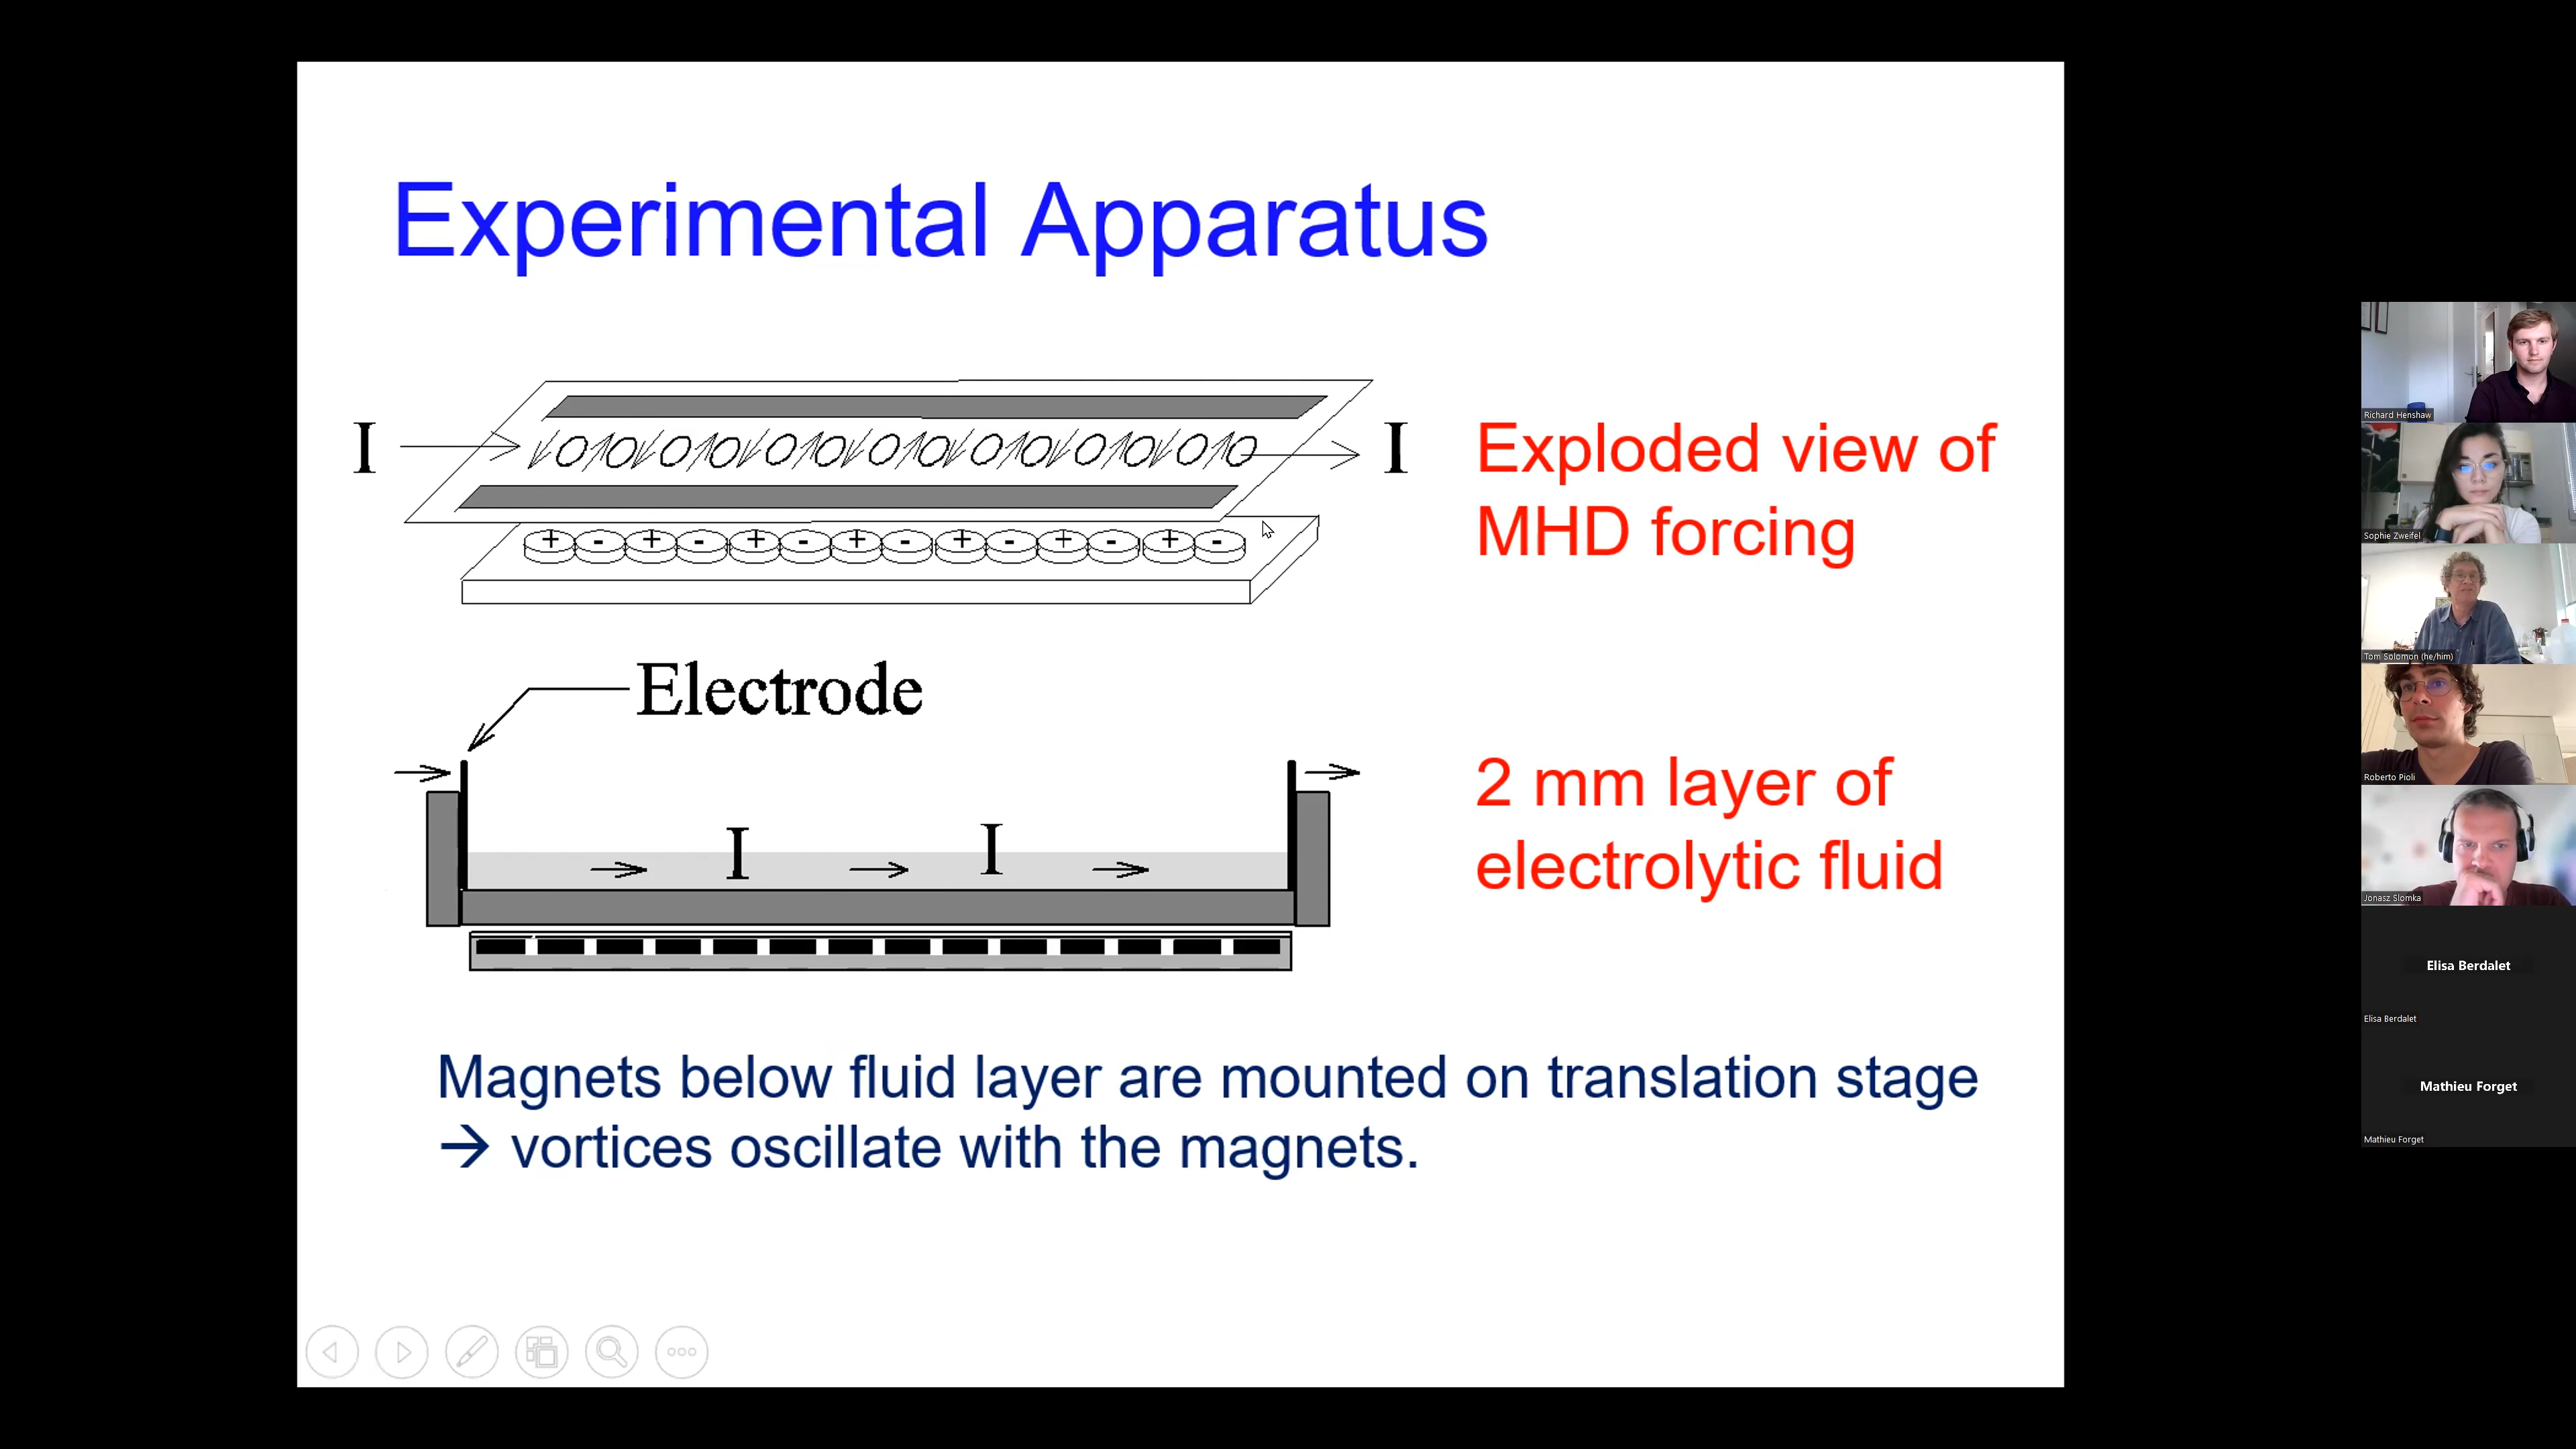 Experimental Apparatus
I
I
+ - + - + - + - + - + - + -
Exploded view of
MHD forcing
Electrode
I
I
2 mm layer of
electrolytic fluid
Magnets below fluid layer are mounted on translation stage
→ vortices oscillate with the magnets.
Richard Henshaw
Sophie Zweifel
Tom Solomon (he/him)
Roberto Pioli
Jonasz Slomka
Elisa Berdalet
Elisa Berdalet
Mathieu Forget
Mathieu Forget